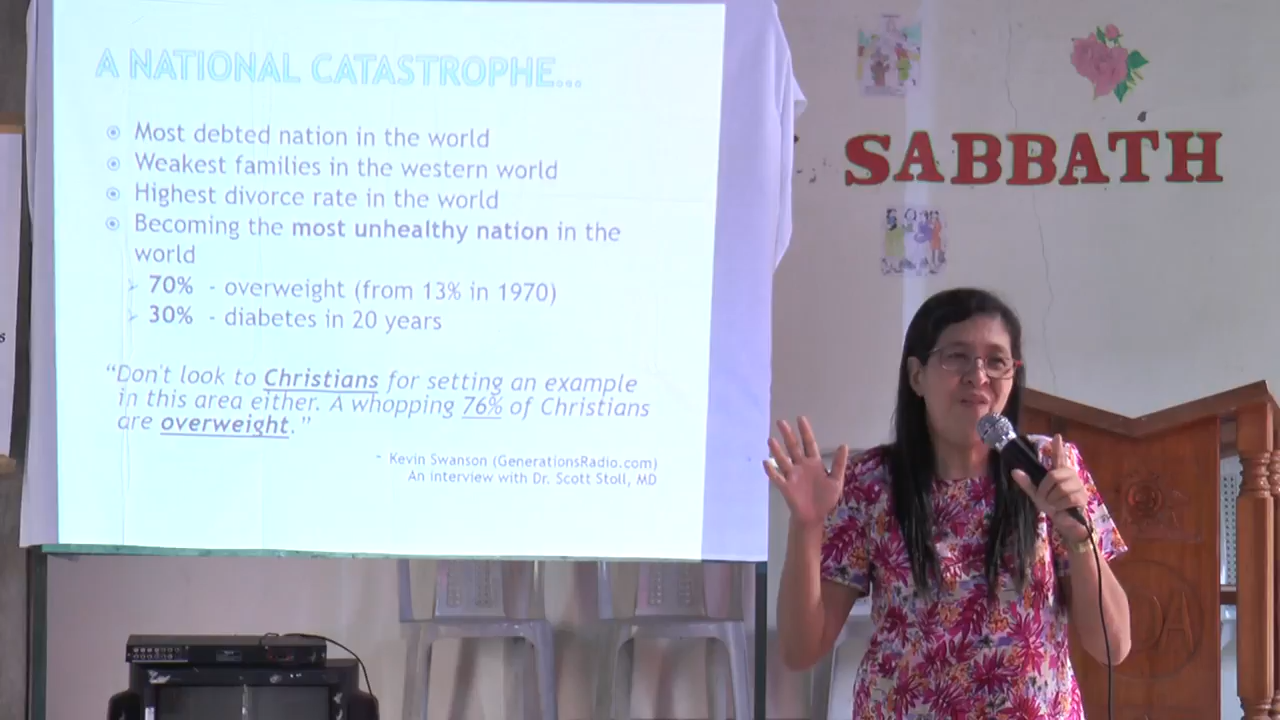 A NATIONAL CATASTROPHE...
Most debted nation in the world
Weakest families in the western world
Highest divorce rate in the world
Becoming the most unhealthy nation in the
world
70% - overweight (from 13% in 1970)
30% - diabetes in 20 years
“Don't look to Christians for setting an example
in this area either. A whopping 76% of Christians
are overweight.”
- Kevin Swanson (GenerationsRadio.com)
An interview with Dr. Scott Stoll, MD
SABBATH